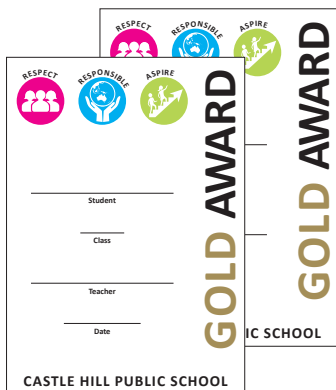 RESPECT RESPONSIBLE ASPIRE
RESPECT RESPONSIBLE ASPIRE
GOLD AWARD
GOLD AWARD
Student
Class
Teacher
Date
IC SCHOOL
CASTLE HILL PUBLIC SCHOOL